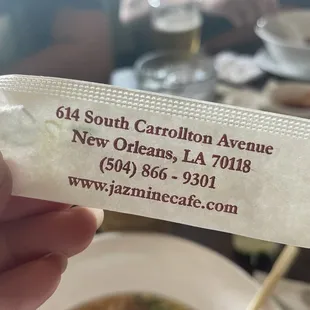 614 South Carrollton Avenue
New Orleans, LA 70118
(504) 866 - 9301
www.jazminecafe.com